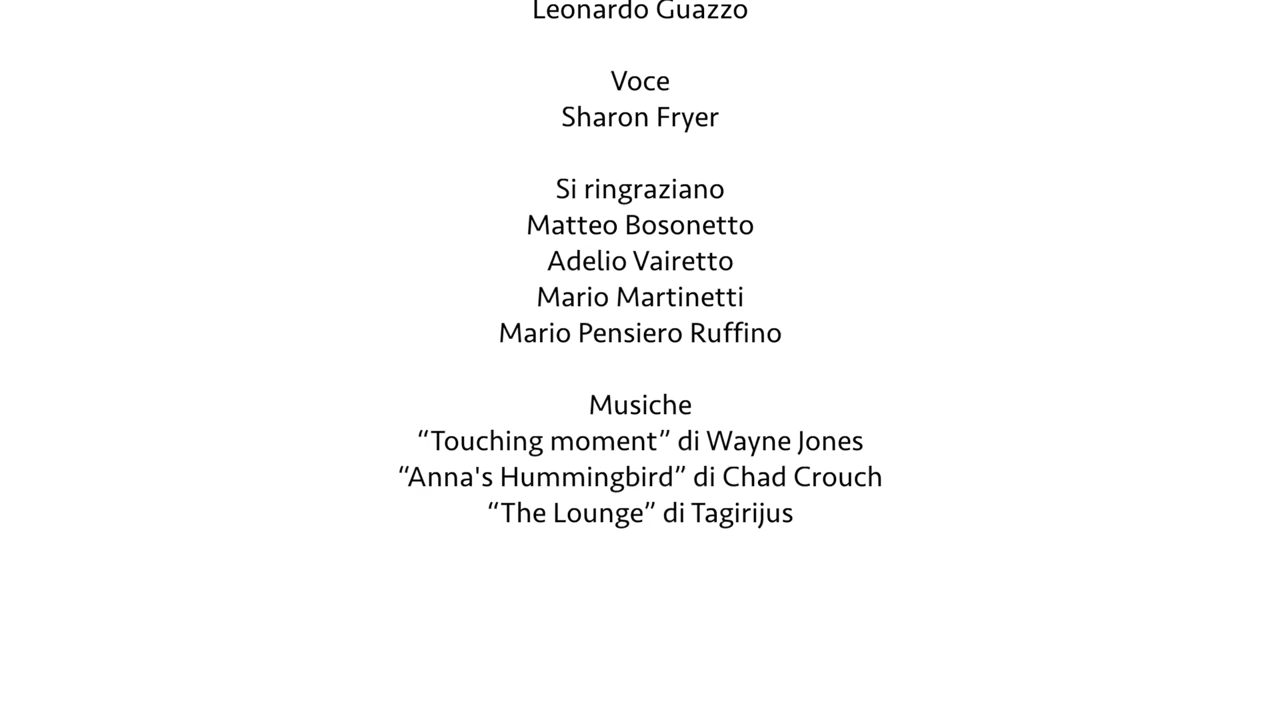 Leonardo Guazzo
Voce
Sharon Fryer
Si ringraziano
Matteo Bosonetto
Adelio Vairetto
Mario Martinetti
Mario Pensiero Ruffino
Musiche
“Touching moment” di Wayne Jones
“Anna's Hummingbird” di Chad Crouch
“The Lounge” di Tagirijus